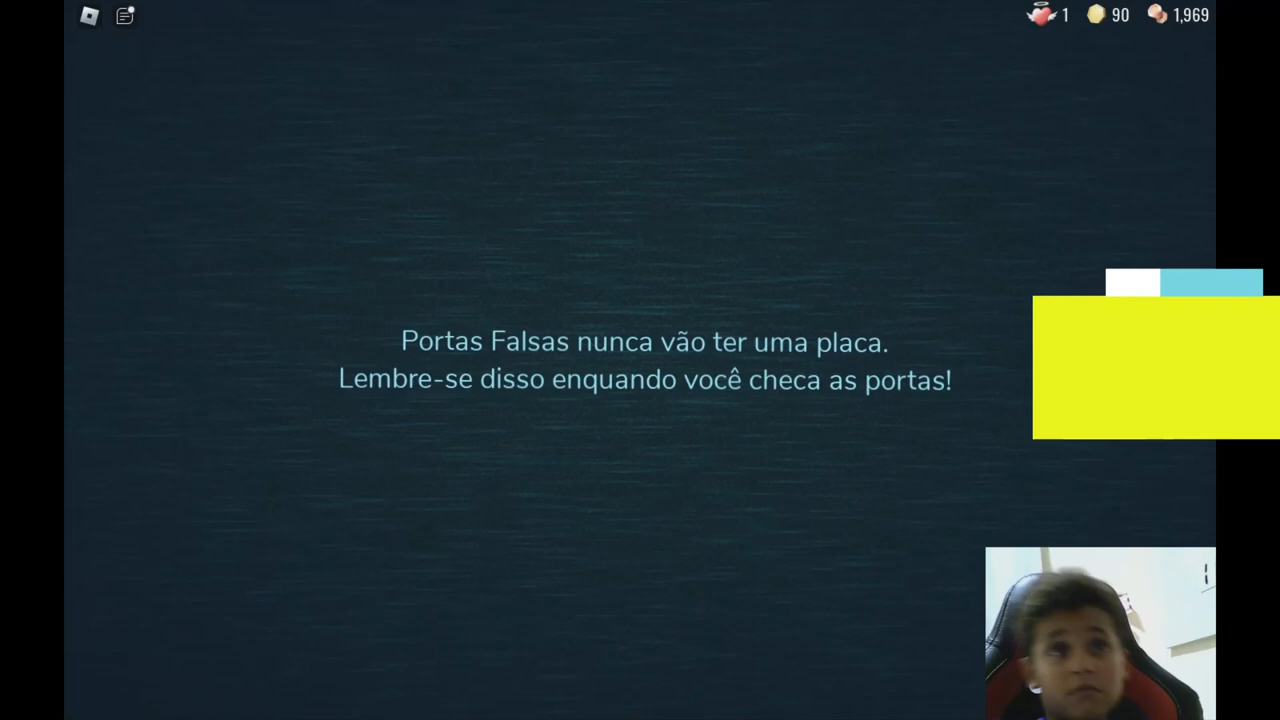 1 90 1,969
Portas Falsas nunca vão ter uma placa.
Lembre-se disso enquando você checa as portas!